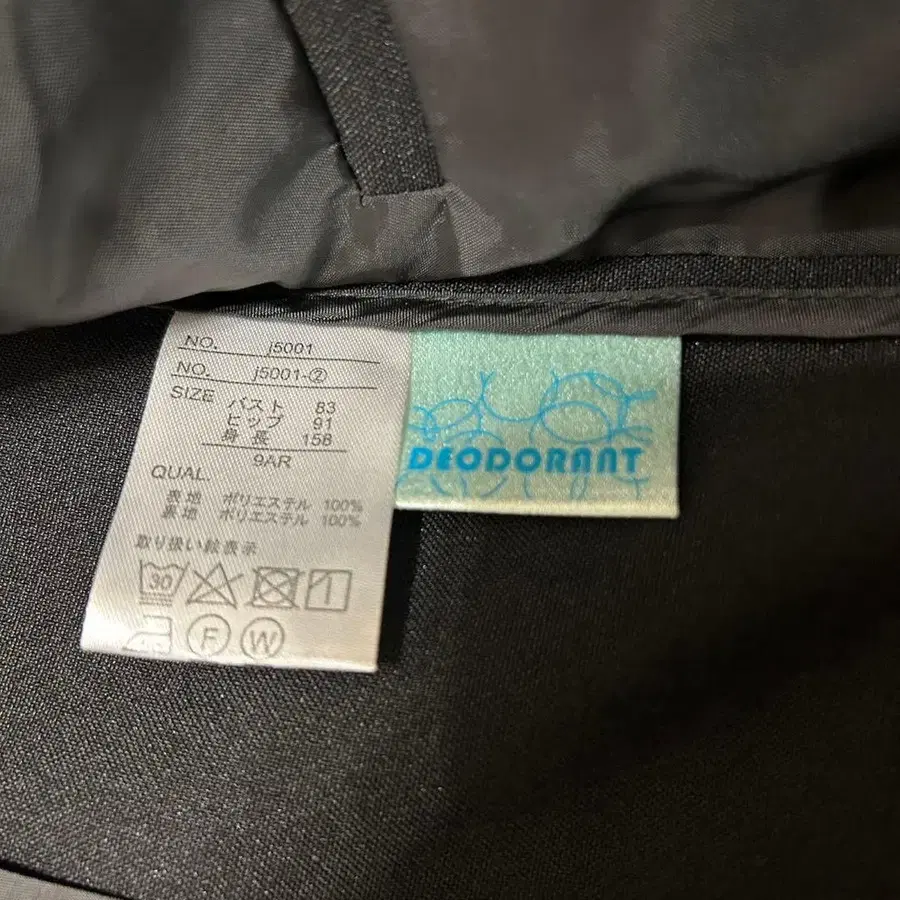 NO. j5001
NO. j5001-②
SIZE バスト 83
ヒップ 91
身長 158
9AR
QUAL.
表地 ポリエステル 100%
裏地 ポリエステル 100%
取り扱い絵表示
30
F W
DEODORANT